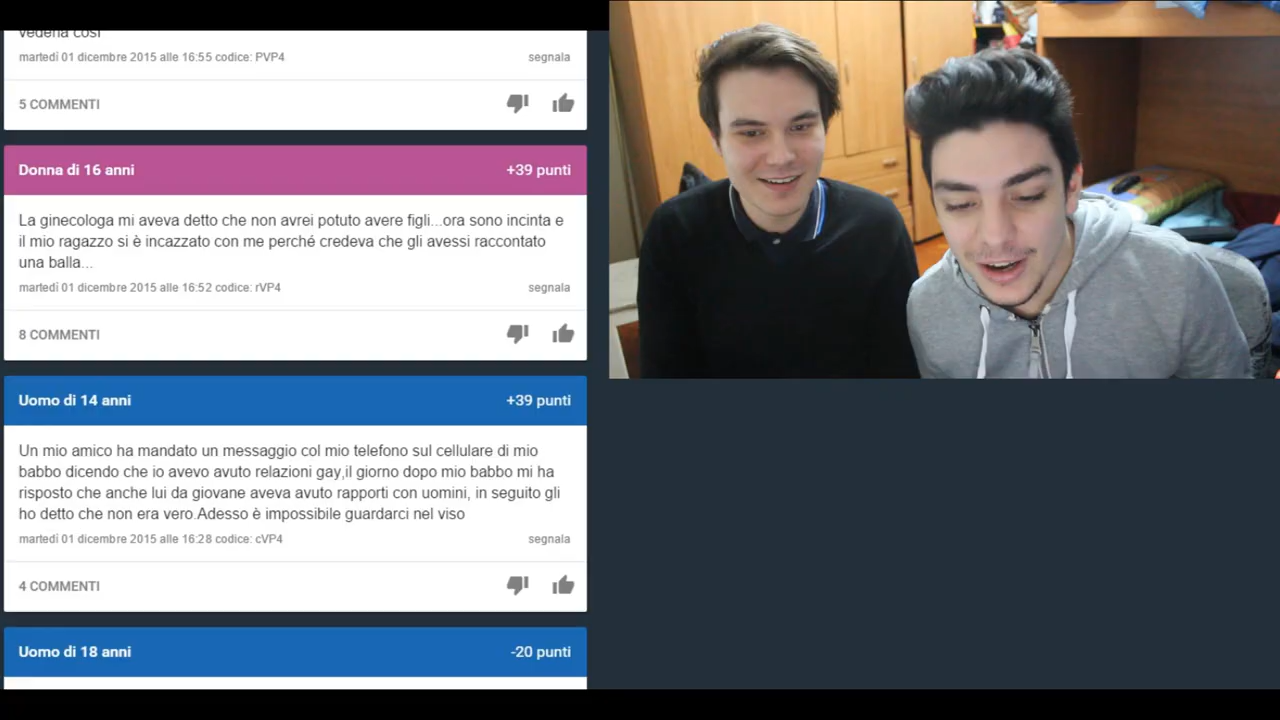 vederla così
martedì 01 dicembre 2015 alle 16:55 codice: PVP4 segnala
5 COMMENTI
Donna di 16 anni +39 punti
La ginecologa mi aveva detto che non avrei potuto avere figli...ora sono incinta e
il mio ragazzo si è incazzato con me perché credeva che gli avessi raccontato
una balla...
martedì 01 dicembre 2015 alle 16:52 codice: rVP4 segnala
8 COMMENTI
Uomo di 14 anni +39 punti
Un mio amico ha mandato un messaggio col mio telefono sul cellulare di mio
babbo dicendo che io avevo avuto relazioni gay,il giorno dopo mio babbo mi ha
risposto che anche lui da giovane aveva avuto rapporti con uomini, in seguito gli
ho detto che non era vero.Adesso è impossibile guardarci nel viso
martedì 01 dicembre 2015 alle 16:28 codice: cVP4 segnala
4 COMMENTI
Uomo di 18 anni -20 punti